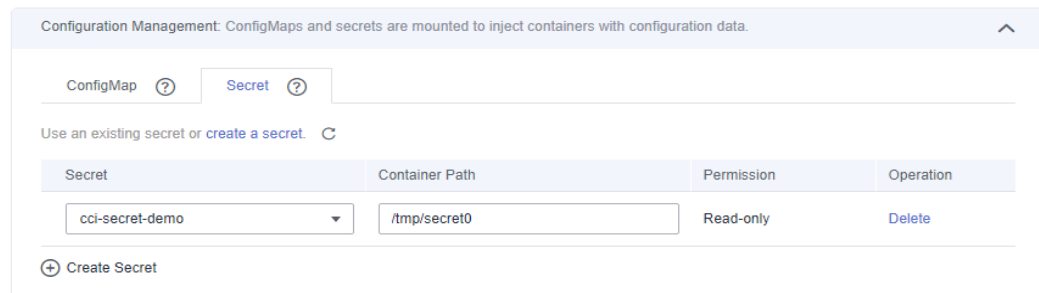 Configuration Management: ConfigMaps and secrets are mounted to inject containers with configuration data.
ConfigMap ? Secret ?
Use an existing secret or create a secret.
Secret Container Path Permission Operation
cci-secret-demo /tmp/secret0 Read-only Delete
Create Secret